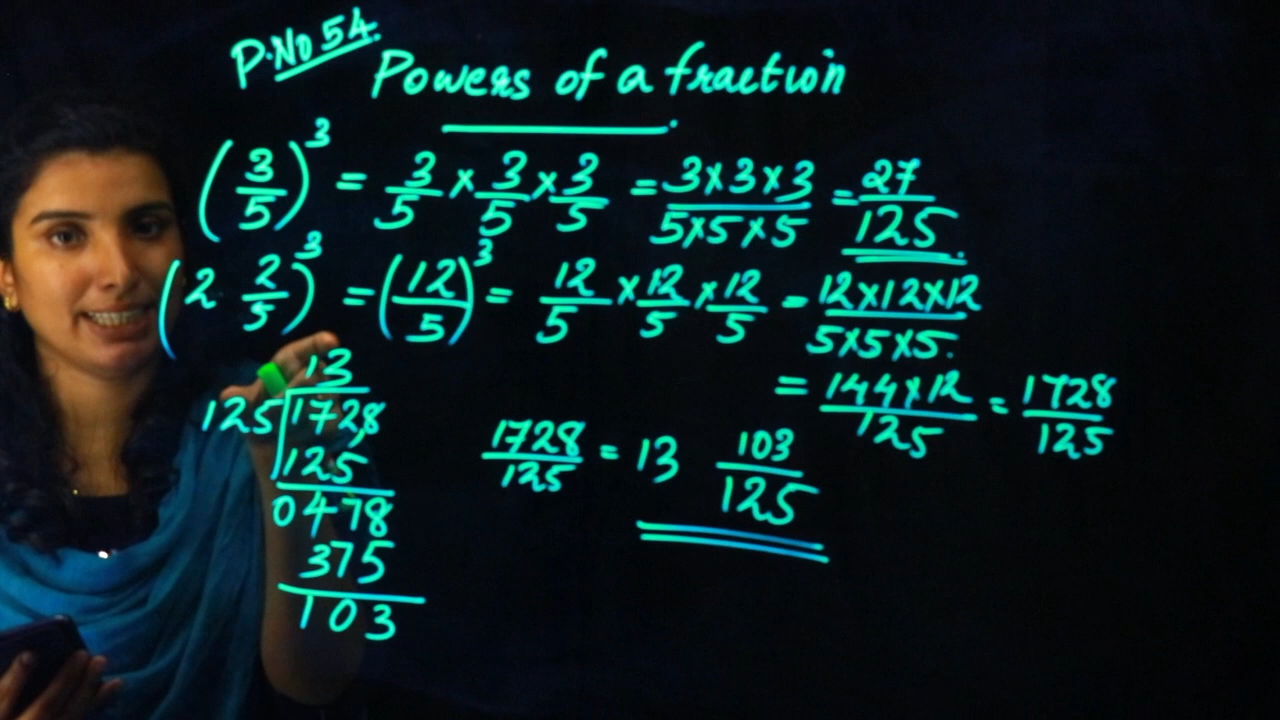 P.No 54.
Powers of a fraction
(3/5)^3 = 3/5 × 3/5 × 3/5 = 3×3×3/5×5×5 = 27/125
(2 2/5)^3 = (12/5)^3 = 12/5 × 12/5 × 12/5 = 12×12×12/5×5×5.
= 144×12/125 = 1728/125
13
125 1728
125
0478
375
103
1728/125 = 13 103/125